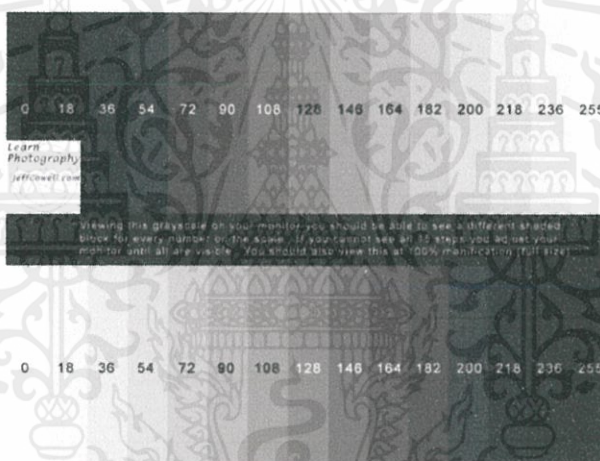 0 18 36 54 72 90 108 128 146 164 182 200 218 236 255
Learn
Photography
jeffcowell.com
Viewing this grayscale on your monitor you should be able to see a different shaded
block for every number on the scale. If you cannot see all 15 steps you adjust your
monitor until all are visible. You should also view this at 100% manification (full size)
0 18 36 54 72 90 108 128 146 164 182 200 218 236 255